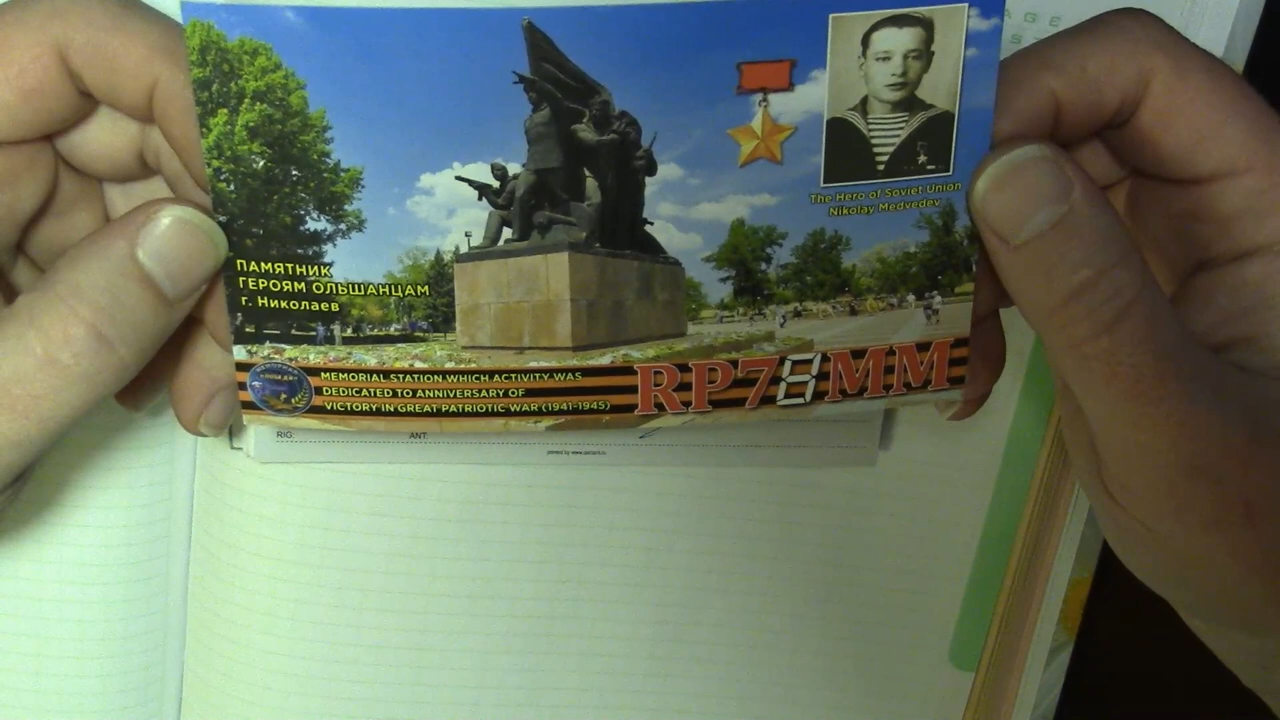 AGE
The Hero of Soviet Union
Nikolay Medvedev
ПАМЯТНИК
ГЕРОЯМ ОЛЬШАНЦАМ
г. Николаев
MEMORIAL STATION WHICH ACTIVITY WAS
DEDICATED TO ANNIVERSARY OF
VICTORY IN GREAT PATRIOTIC WAR (1941-1945)
RP78MM
RIG: ANT: